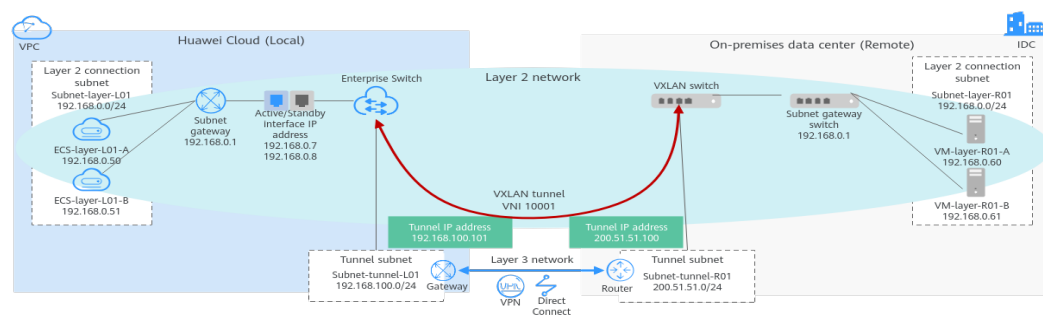 VPC
Huawei Cloud (Local)
On-premises data center (Remote)
IDC
Layer 2 connection
subnet
Subnet-layer-L01
192.168.0.0/24
ECS-layer-L01-A
192.168.0.50
ECS-layer-L01-B
192.168.0.51
Subnet
gateway
192.168.0.1
Active/Standby
interface IP
address
192.168.0.7
192.168.0.8
Enterprise Switch
Layer 2 network
VXLAN switch
Subnet gateway
switch
192.168.0.1
Layer 2 connection
subnet
Subnet-layer-R01
192.168.0.0/24
VM-layer-R01-A
192.168.0.60
VM-layer-R01-B
192.168.0.61
VXLAN tunnel
VNI 10001
Tunnel IP address
192.168.100.101
Tunnel IP address
200.51.51.100
Tunnel subnet
Subnet-tunnel-L01
192.168.100.0/24
Gateway
Layer 3 network
VPN
Direct
Connect
Router
Tunnel subnet
Subnet-tunnel-R01
200.51.51.0/24